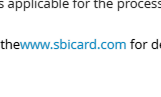 s applicable for the process
thewww.sbicard.com for de